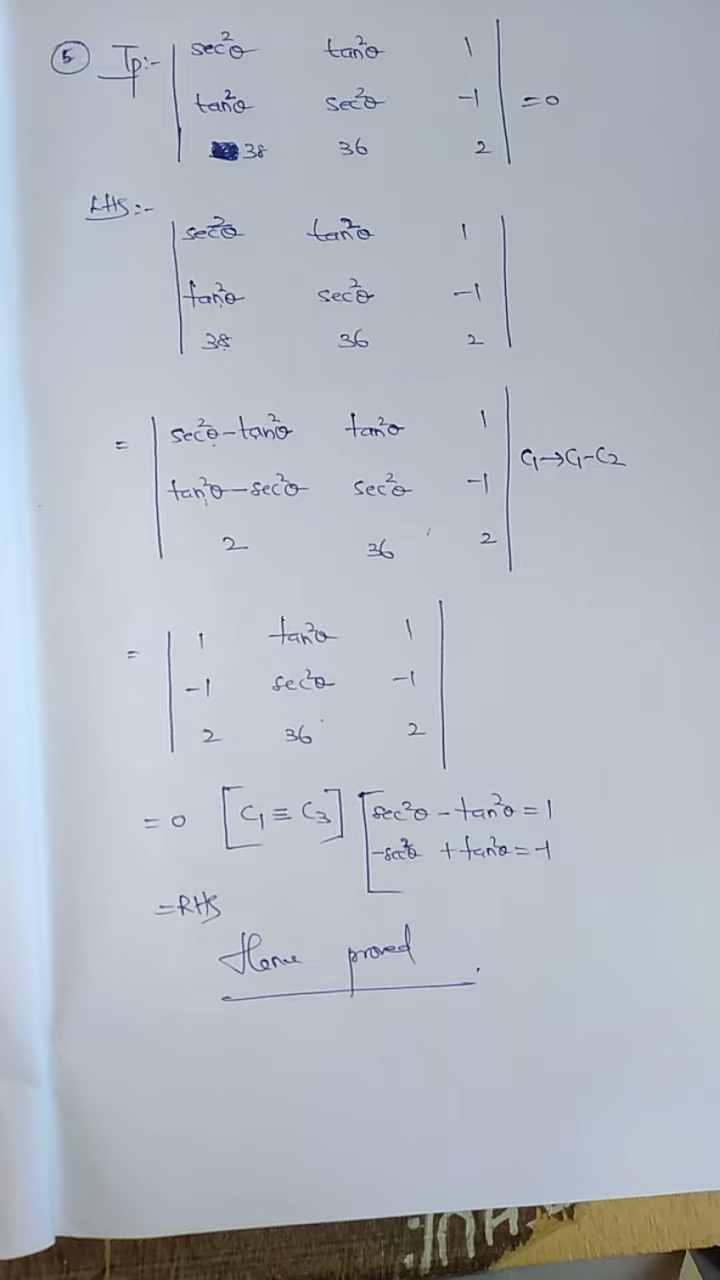 ⑤ Tp:- | sec²θ tan²θ 1 |
| tan²θ sec²θ -1 | =0
| 38 36 2 |
LHS:-
| sec²θ tan²θ 1 |
| tan²θ sec²θ -1 |
| 38 36 2 |
= | sec²θ-tan²θ tan²θ 1 |
| tan²θ-sec²θ sec²θ -1 | C₁→C₁-C₂
| 2 36 2 |
= | 1 tan²θ 1 |
| -1 sec²θ -1 |
| 2 36 2 |
= 0 [C₁ ≡ C₃] [sec²θ - tan²θ = 1
-sec²θ + tan²θ = -1
=RHS
Hence proved.